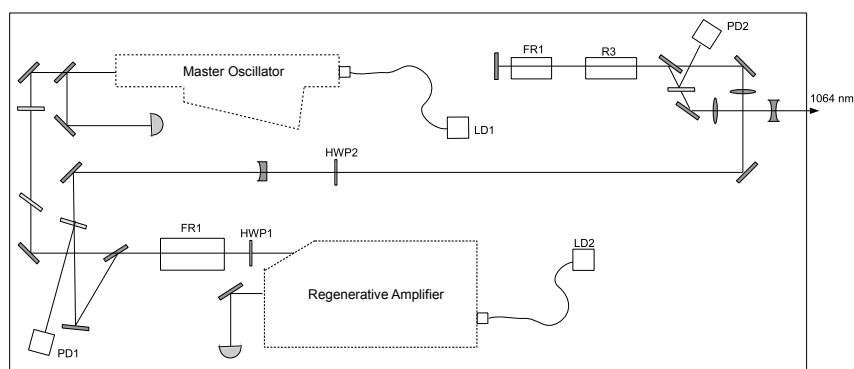 PD2
FR1
R3
Master Oscillator
1064 nm
LD1
HWP2
FR1
HWP1
LD2
Regenerative Amplifier
PD1